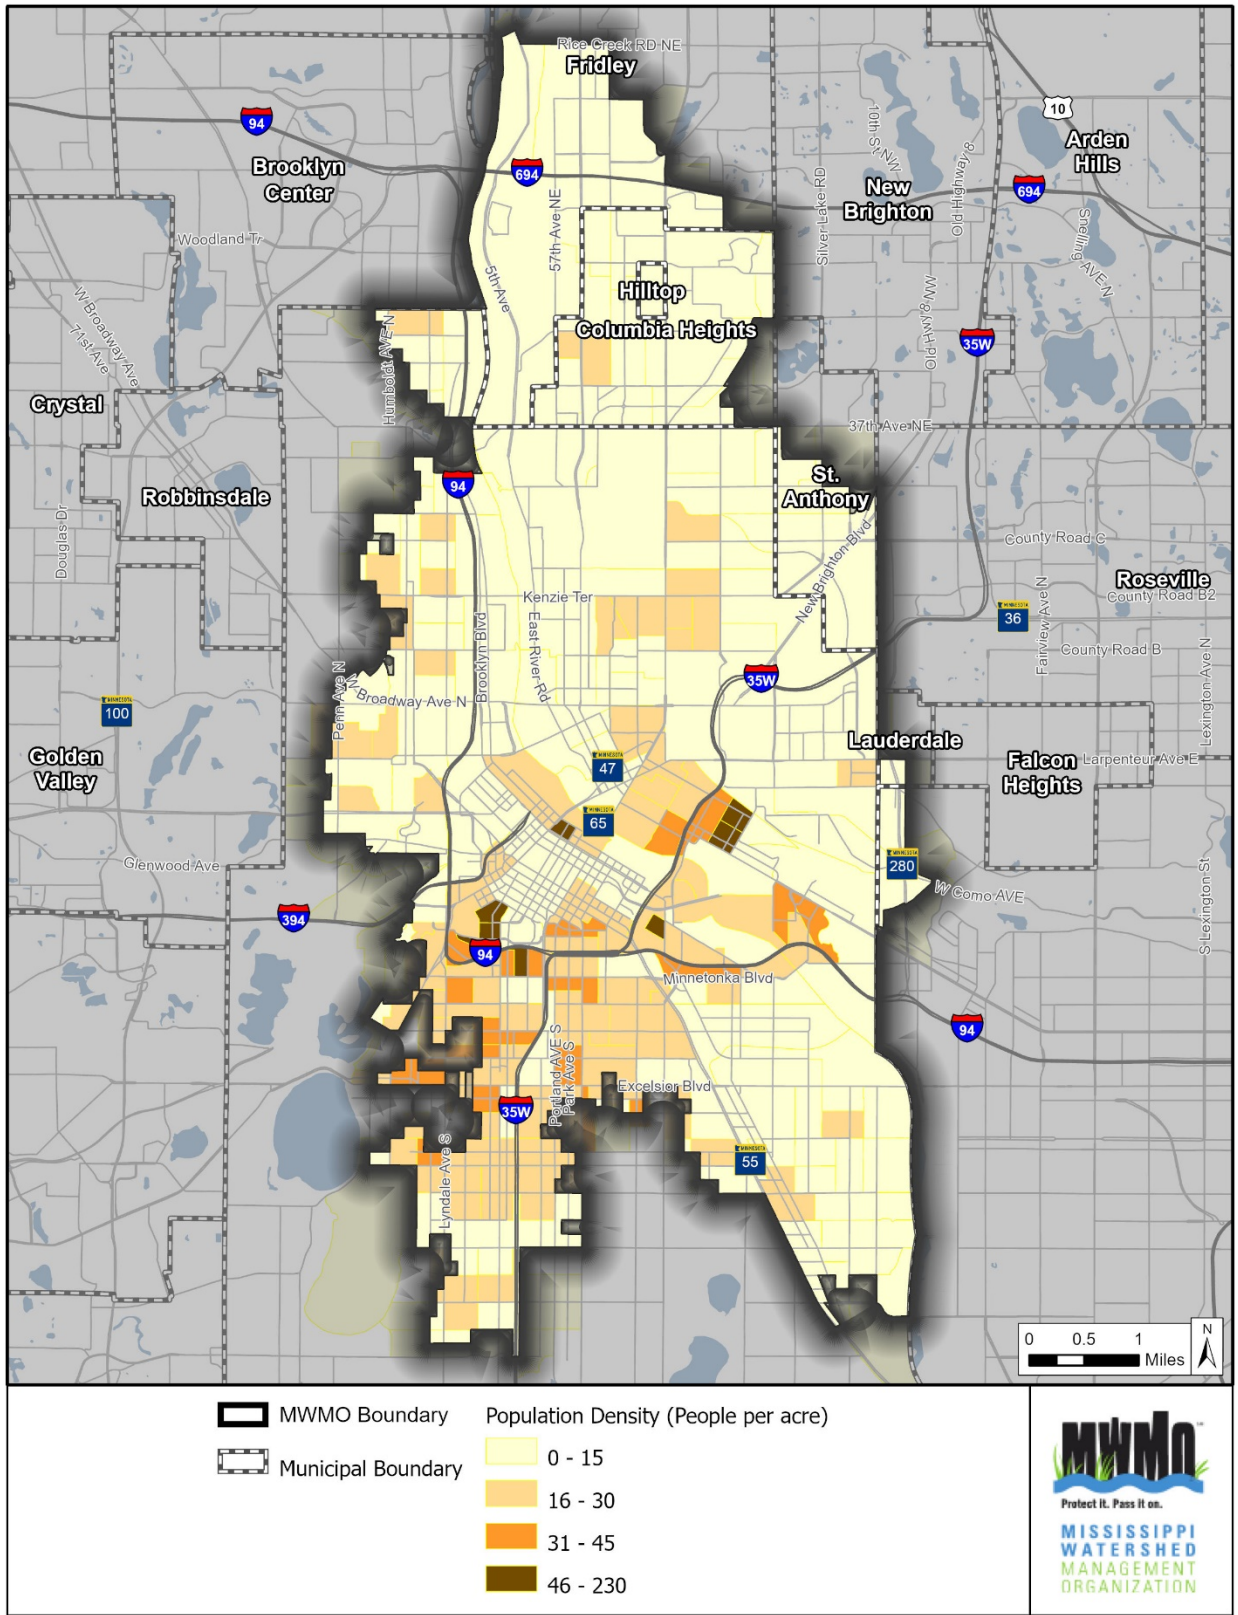 Rice Creek RD NE
Fridley
10
94
Arden
Hills
10th St NW
Old Highway 8
Brooklyn
Center
694
694
New
Brighton
Silver Lake RD
Snelling AVE N
57th Ave NE
Woodland Tr
5th Ave
Hilltop
Columbia Heights
Old Hwy 8 NW
35W
W Broadway Ave
71st Ave
Humboldt AVE N
Crystal
37th Ave NE
St.
Anthony
94
Robbinsdale
Douglas Dr
New Brighton Blvd
County Road C
Roseville
County Road B2
Kenzie Ter
MINNESOTA
36
Fairview Ave N
County Road B
East River Rd
Brooklyn Blvd
Lexington Ave N
Penn Ave N
W Broadway Ave N
35W
MINNESOTA
100
Lauderdale
Golden
Valley
MINNESOTA
47
Falcon
Heights
Larpenteur Ave E
MINNESOTA
65
Glenwood Ave
MINNESOTA
280
W Como AVE
S Lexington St
394
94
Minnetonka Blvd
94
Portland AVE S
Park Ave S
Excelsior Blvd
35W
Lyndale Ave S
MINNESOTA
55
0 0.5 1
Miles
N
MWMO Boundary
Municipal Boundary
Population Density (People per acre)
0 - 15
16 - 30
31 - 45
46 - 230
MWMO
Protect it. Pass it on.
MISSISSIPPI
WATERSHED
MANAGEMENT
ORGANIZATION